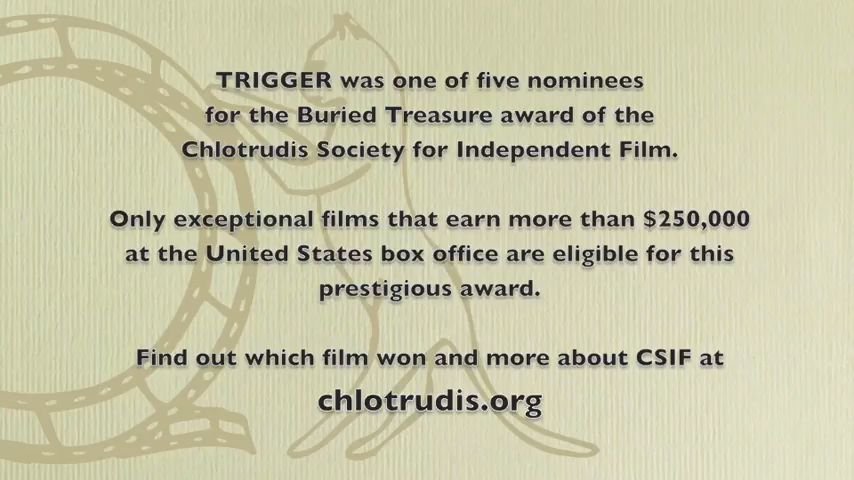 TRIGGER was one of five nominees
for the Buried Treasure award of the
Chlotrudis Society for Independent Film.
Only exceptional films that earn more than $250,000
at the United States box office are eligible for this
prestigious award.
Find out which film won and more about CSIF at
chlotrudis.org